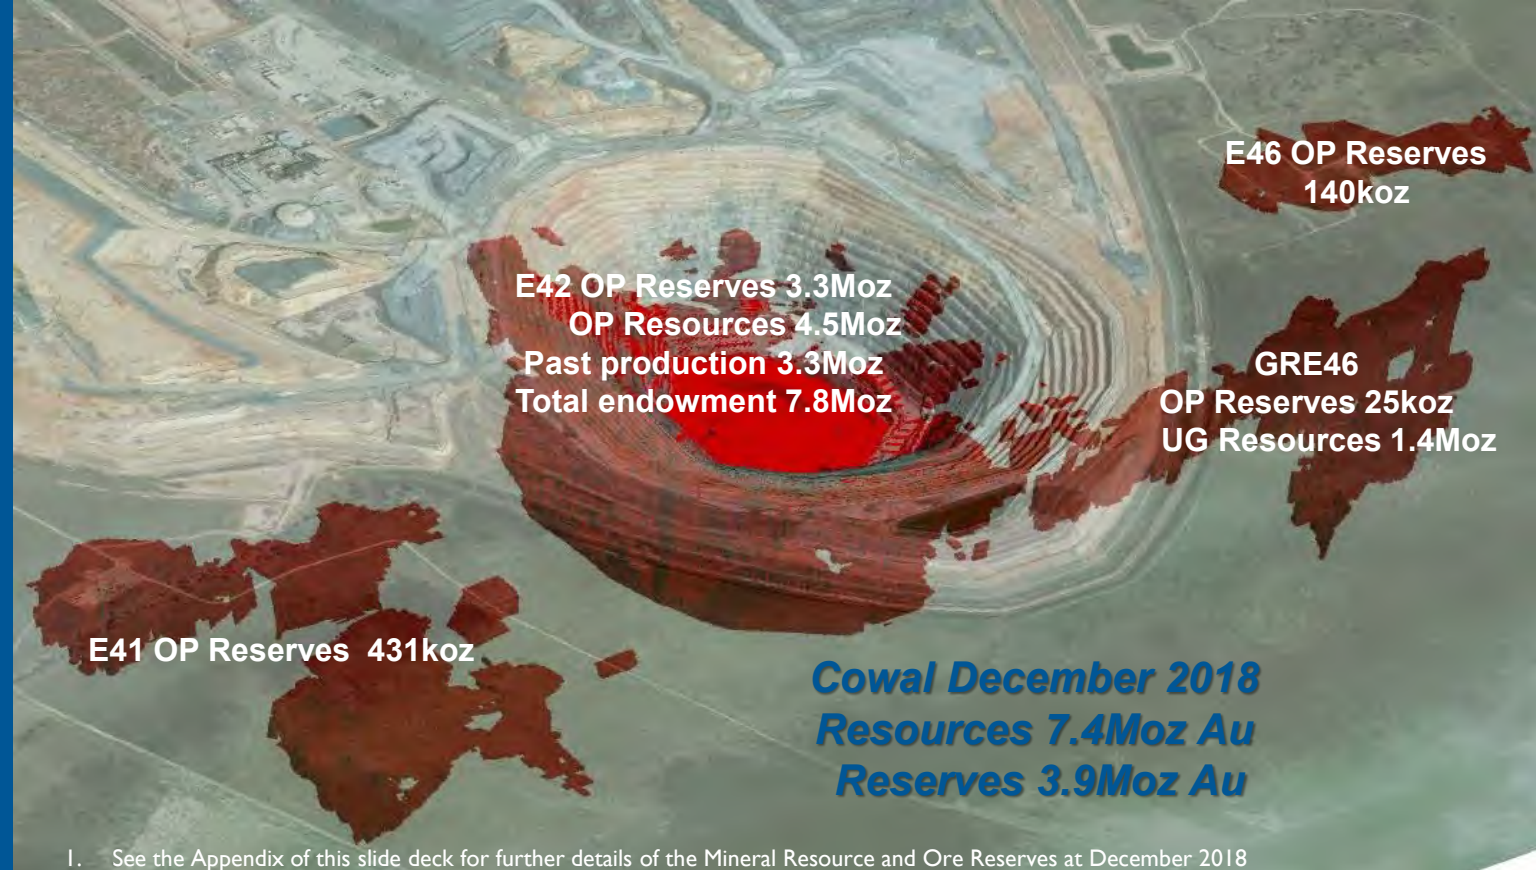 E46 OP Reserves
140koz
E42 OP Reserves 3.3Moz
OP Resources 4.5Moz
Past production 3.3Moz
Total endowment 7.8Moz
GRE46
OP Reserves 25koz
UG Resources 1.4Moz
E41 OP Reserves 431koz
Cowal December 2018
Resources 7.4Moz Au
Reserves 3.9Moz Au
1. See the Appendix of this slide deck for further details of the Mineral Resource and Ore Reserves at December 2018